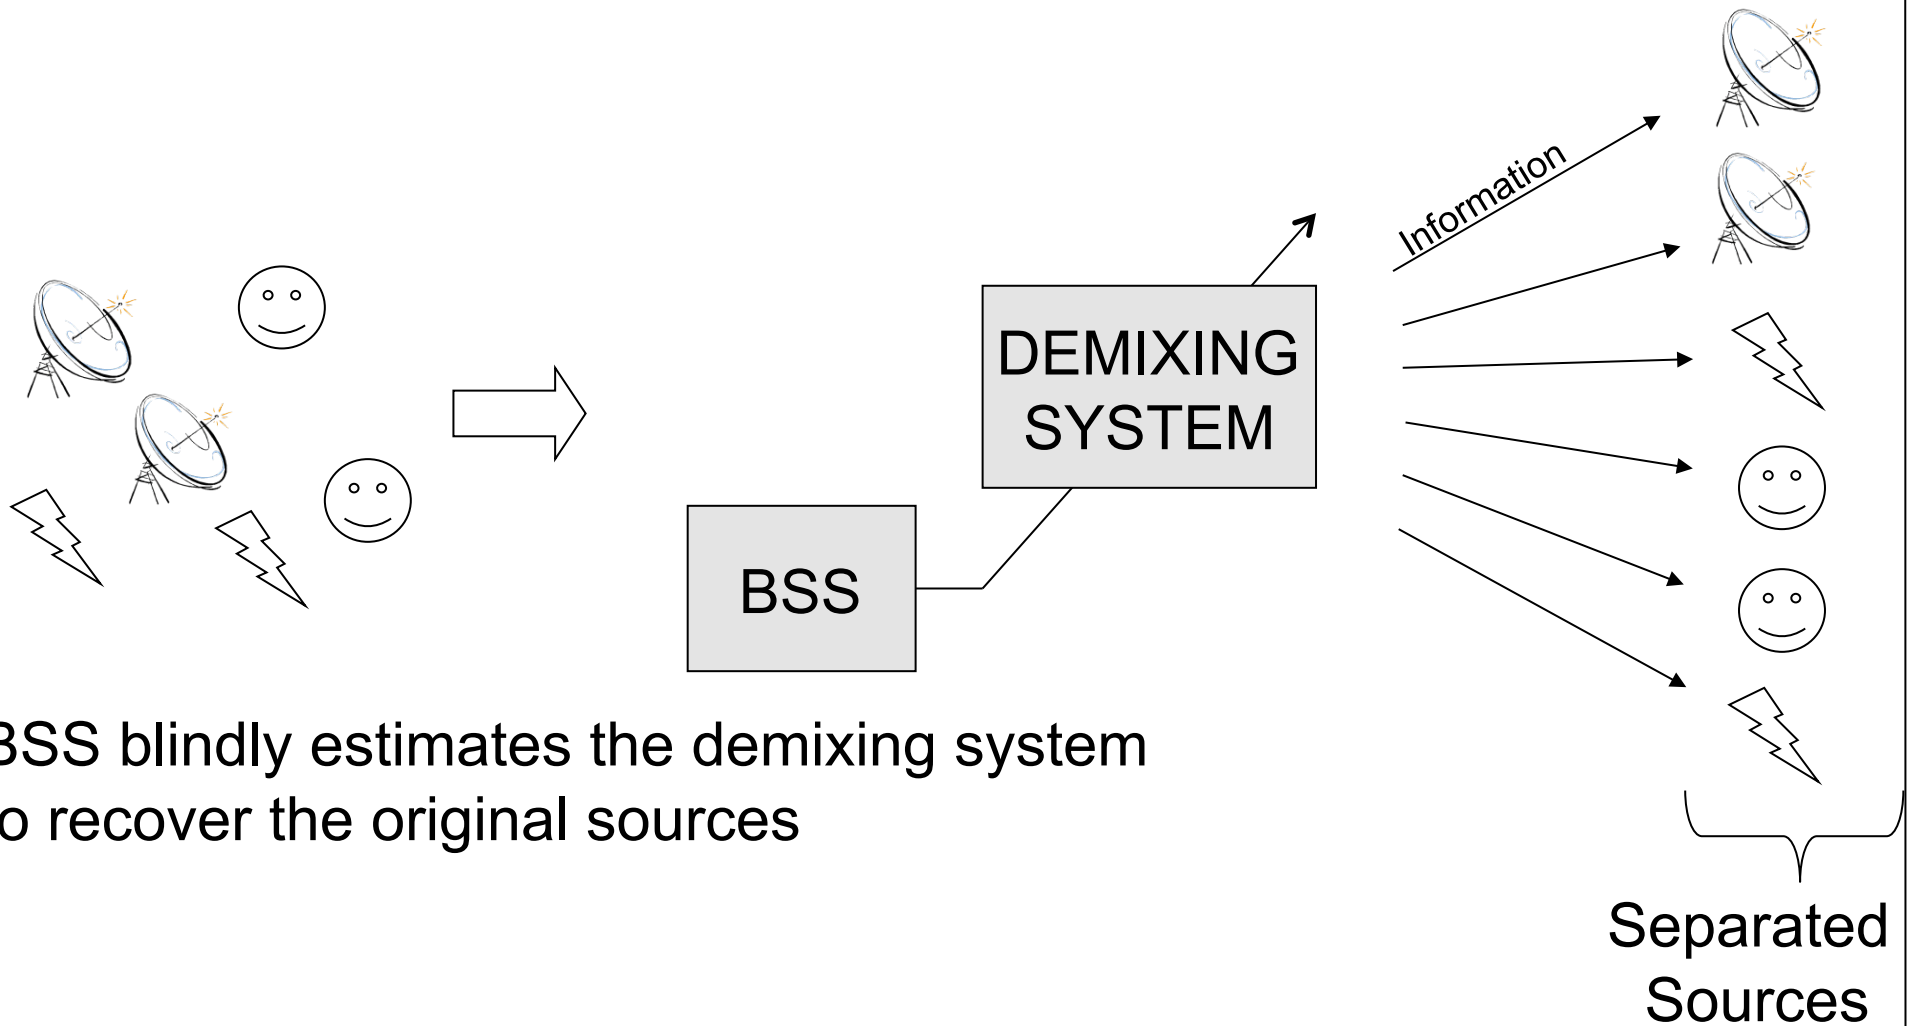 Information
DEMIXING
SYSTEM
BSS
BSS blindly estimates the demixing system
o recover the original sources
Separated
Sources